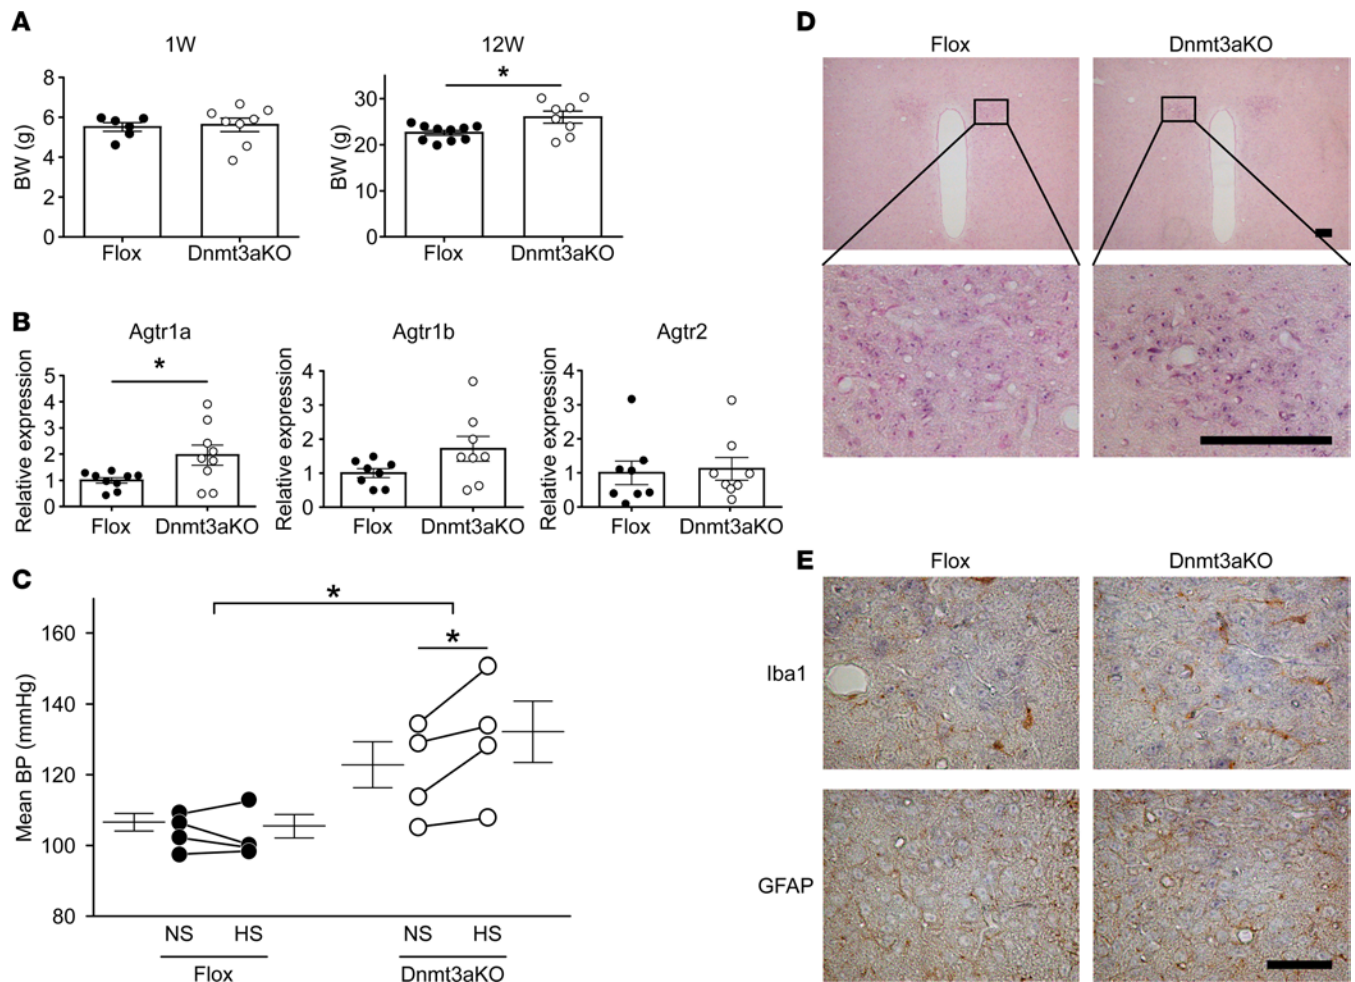 A
1W
12W
*
BW (g)
8
6
4
2
0
BW (g)
30
20
10
0
Flox
Dnmt3aKO
Flox
Dnmt3aKO
B
Agtr1a
Agtr1b
Agtr2
*
Relative expression
5
4
3
2
1
0
Relative expression
4
3
2
1
0
Relative expression
4
3
2
1
0
Flox
Dnmt3aKO
Flox
Dnmt3aKO
Flox
Dnmt3aKO
C
*
*
Mean BP (mmHg)
160
140
120
100
80
NS
HS
NS
HS
Flox
Dnmt3aKO
D
Flox
Dnmt3aKO
E
Flox
Dnmt3aKO
Iba1
GFAP